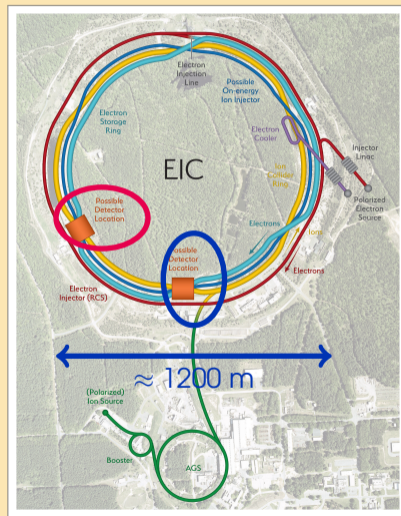 Electron
Injection
Line
Possible
On-energy
Ion Injector
Electron
Storage
Ring
Electron
Cooler
EIC
Injector
Linac
Ion
Collider
Ring
Polarized
Electron
Source
Possible
Detector
Location
Electrons
Ions
Possible
Detector
Location
Electrons
Electron
Injector (RCS)
≈ 1200 m
(Polarized)
Ion Source
Booster
AGS